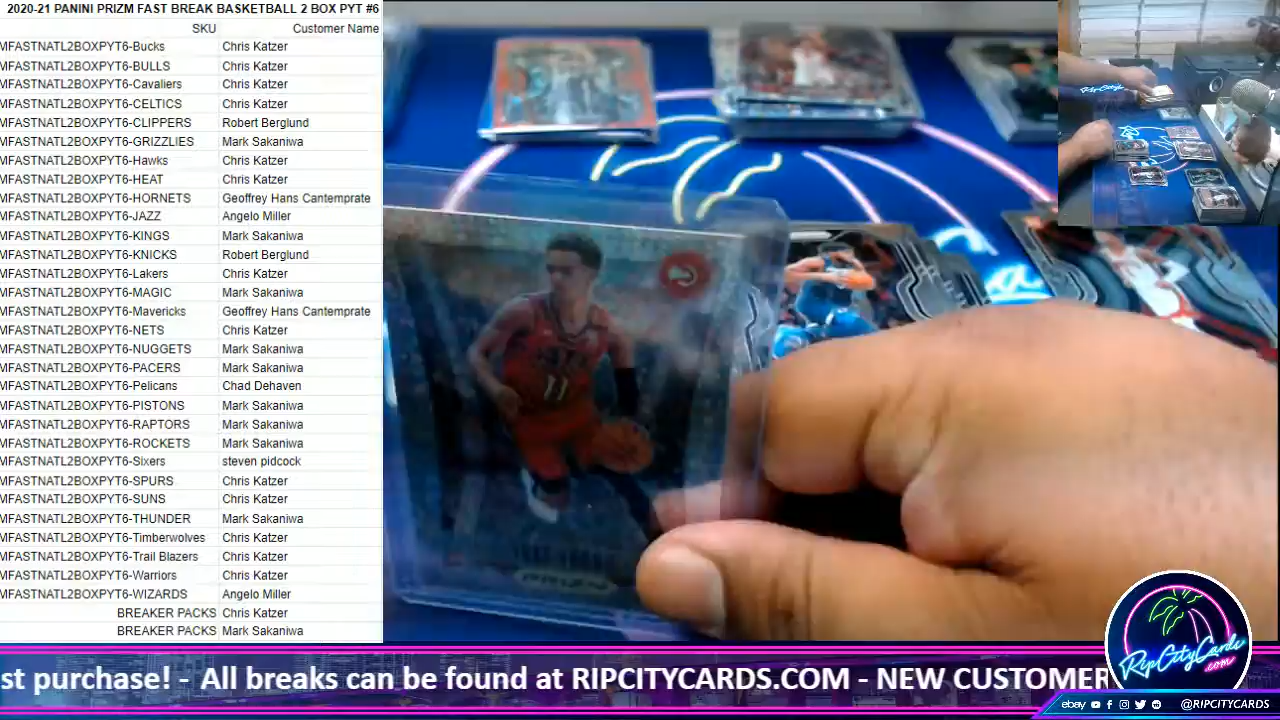 2020-21 PANINI PRIZM FAST BREAK BASKETBALL 2 BOX PYT #6
SKU Customer Name
MFASTNATL2BOXPYT6-Bucks Chris Katzer
MFASTNATL2BOXPYT6-BULLS Chris Katzer
MFASTNATL2BOXPYT6-Cavaliers Chris Katzer
MFASTNATL2BOXPYT6-CELTICS Chris Katzer
MFASTNATL2BOXPYT6-CLIPPERS Robert Berglund
MFASTNATL2BOXPYT6-GRIZZLIES Mark Sakaniwa
MFASTNATL2BOXPYT6-Hawks Chris Katzer
MFASTNATL2BOXPYT6-HEAT Chris Katzer
MFASTNATL2BOXPYT6-HORNETS Geoffrey Hans Cantemprate
MFASTNATL2BOXPYT6-JAZZ Angelo Miller
MFASTNATL2BOXPYT6-KINGS Mark Sakaniwa
MFASTNATL2BOXPYT6-KNICKS Robert Berglund
MFASTNATL2BOXPYT6-Lakers Chris Katzer
MFASTNATL2BOXPYT6-MAGIC Mark Sakaniwa
MFASTNATL2BOXPYT6-Mavericks Geoffrey Hans Cantemprate
MFASTNATL2BOXPYT6-NETS Chris Katzer
MFASTNATL2BOXPYT6-NUGGETS Mark Sakaniwa
MFASTNATL2BOXPYT6-PACERS Mark Sakaniwa
MFASTNATL2BOXPYT6-Pelicans Chad Dehaven
MFASTNATL2BOXPYT6-PISTONS Mark Sakaniwa
MFASTNATL2BOXPYT6-RAPTORS Mark Sakaniwa
MFASTNATL2BOXPYT6-ROCKETS Mark Sakaniwa
MFASTNATL2BOXPYT6-Sixers steven pidcock
MFASTNATL2BOXPYT6-SPURS Chris Katzer
MFASTNATL2BOXPYT6-SUNS Chris Katzer
MFASTNATL2BOXPYT6-THUNDER Mark Sakaniwa
MFASTNATL2BOXPYT6-Timberwolves Chris Katzer
MFASTNATL2BOXPYT6-Trail Blazers Chris Katzer
MFASTNATL2BOXPYT6-Warriors Chris Katzer
MFASTNATL2BOXPYT6-WIZARDS Angelo Miller
BREAKER PACKS Chris Katzer
BREAKER PACKS Mark Sakaniwa
11
PRIZM
st purchase! - All breaks can be found at RIPCITYCARDS.COM - NEW CUSTOMER
RipCityCards
.com
ebay @RIPCITYCARDS